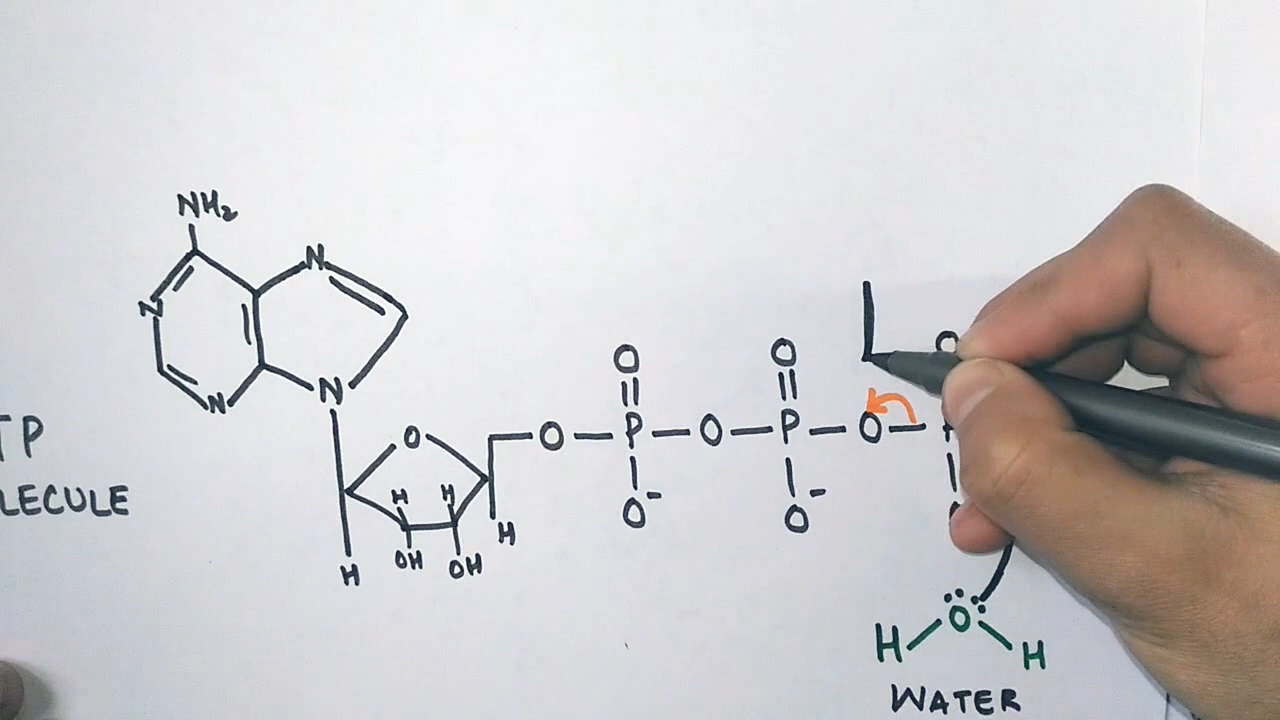 NH₂
N
N
N
N
TP
LECULE
O
H
H
H
OH
OH
H
O
O
O — P — O — P — O
O⁻
O⁻
O
H
H
WATER